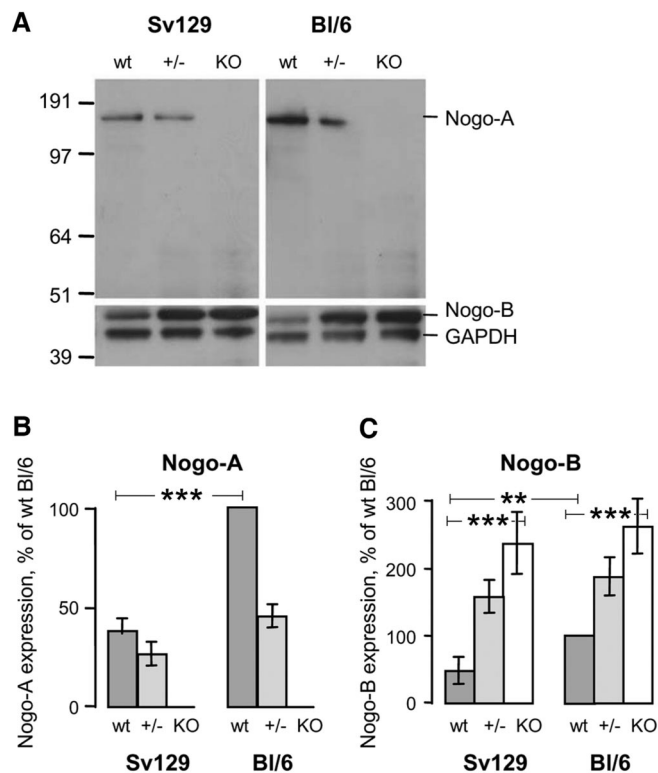 A
Sv129 Bl/6
wt +/- KO wt +/- KO
191
Nogo-A
97
64
51
Nogo-B
GAPDH
39
B
Nogo-A
Nogo-A expression, % of wt Bl/6
100
50
0
***
wt +/- KO wt +/- KO
Sv129 Bl/6
C
Nogo-B
Nogo-B expression, % of wt Bl/6
300
200
100
0
**
*** ***
wt +/- KO wt +/- KO
Sv129 Bl/6